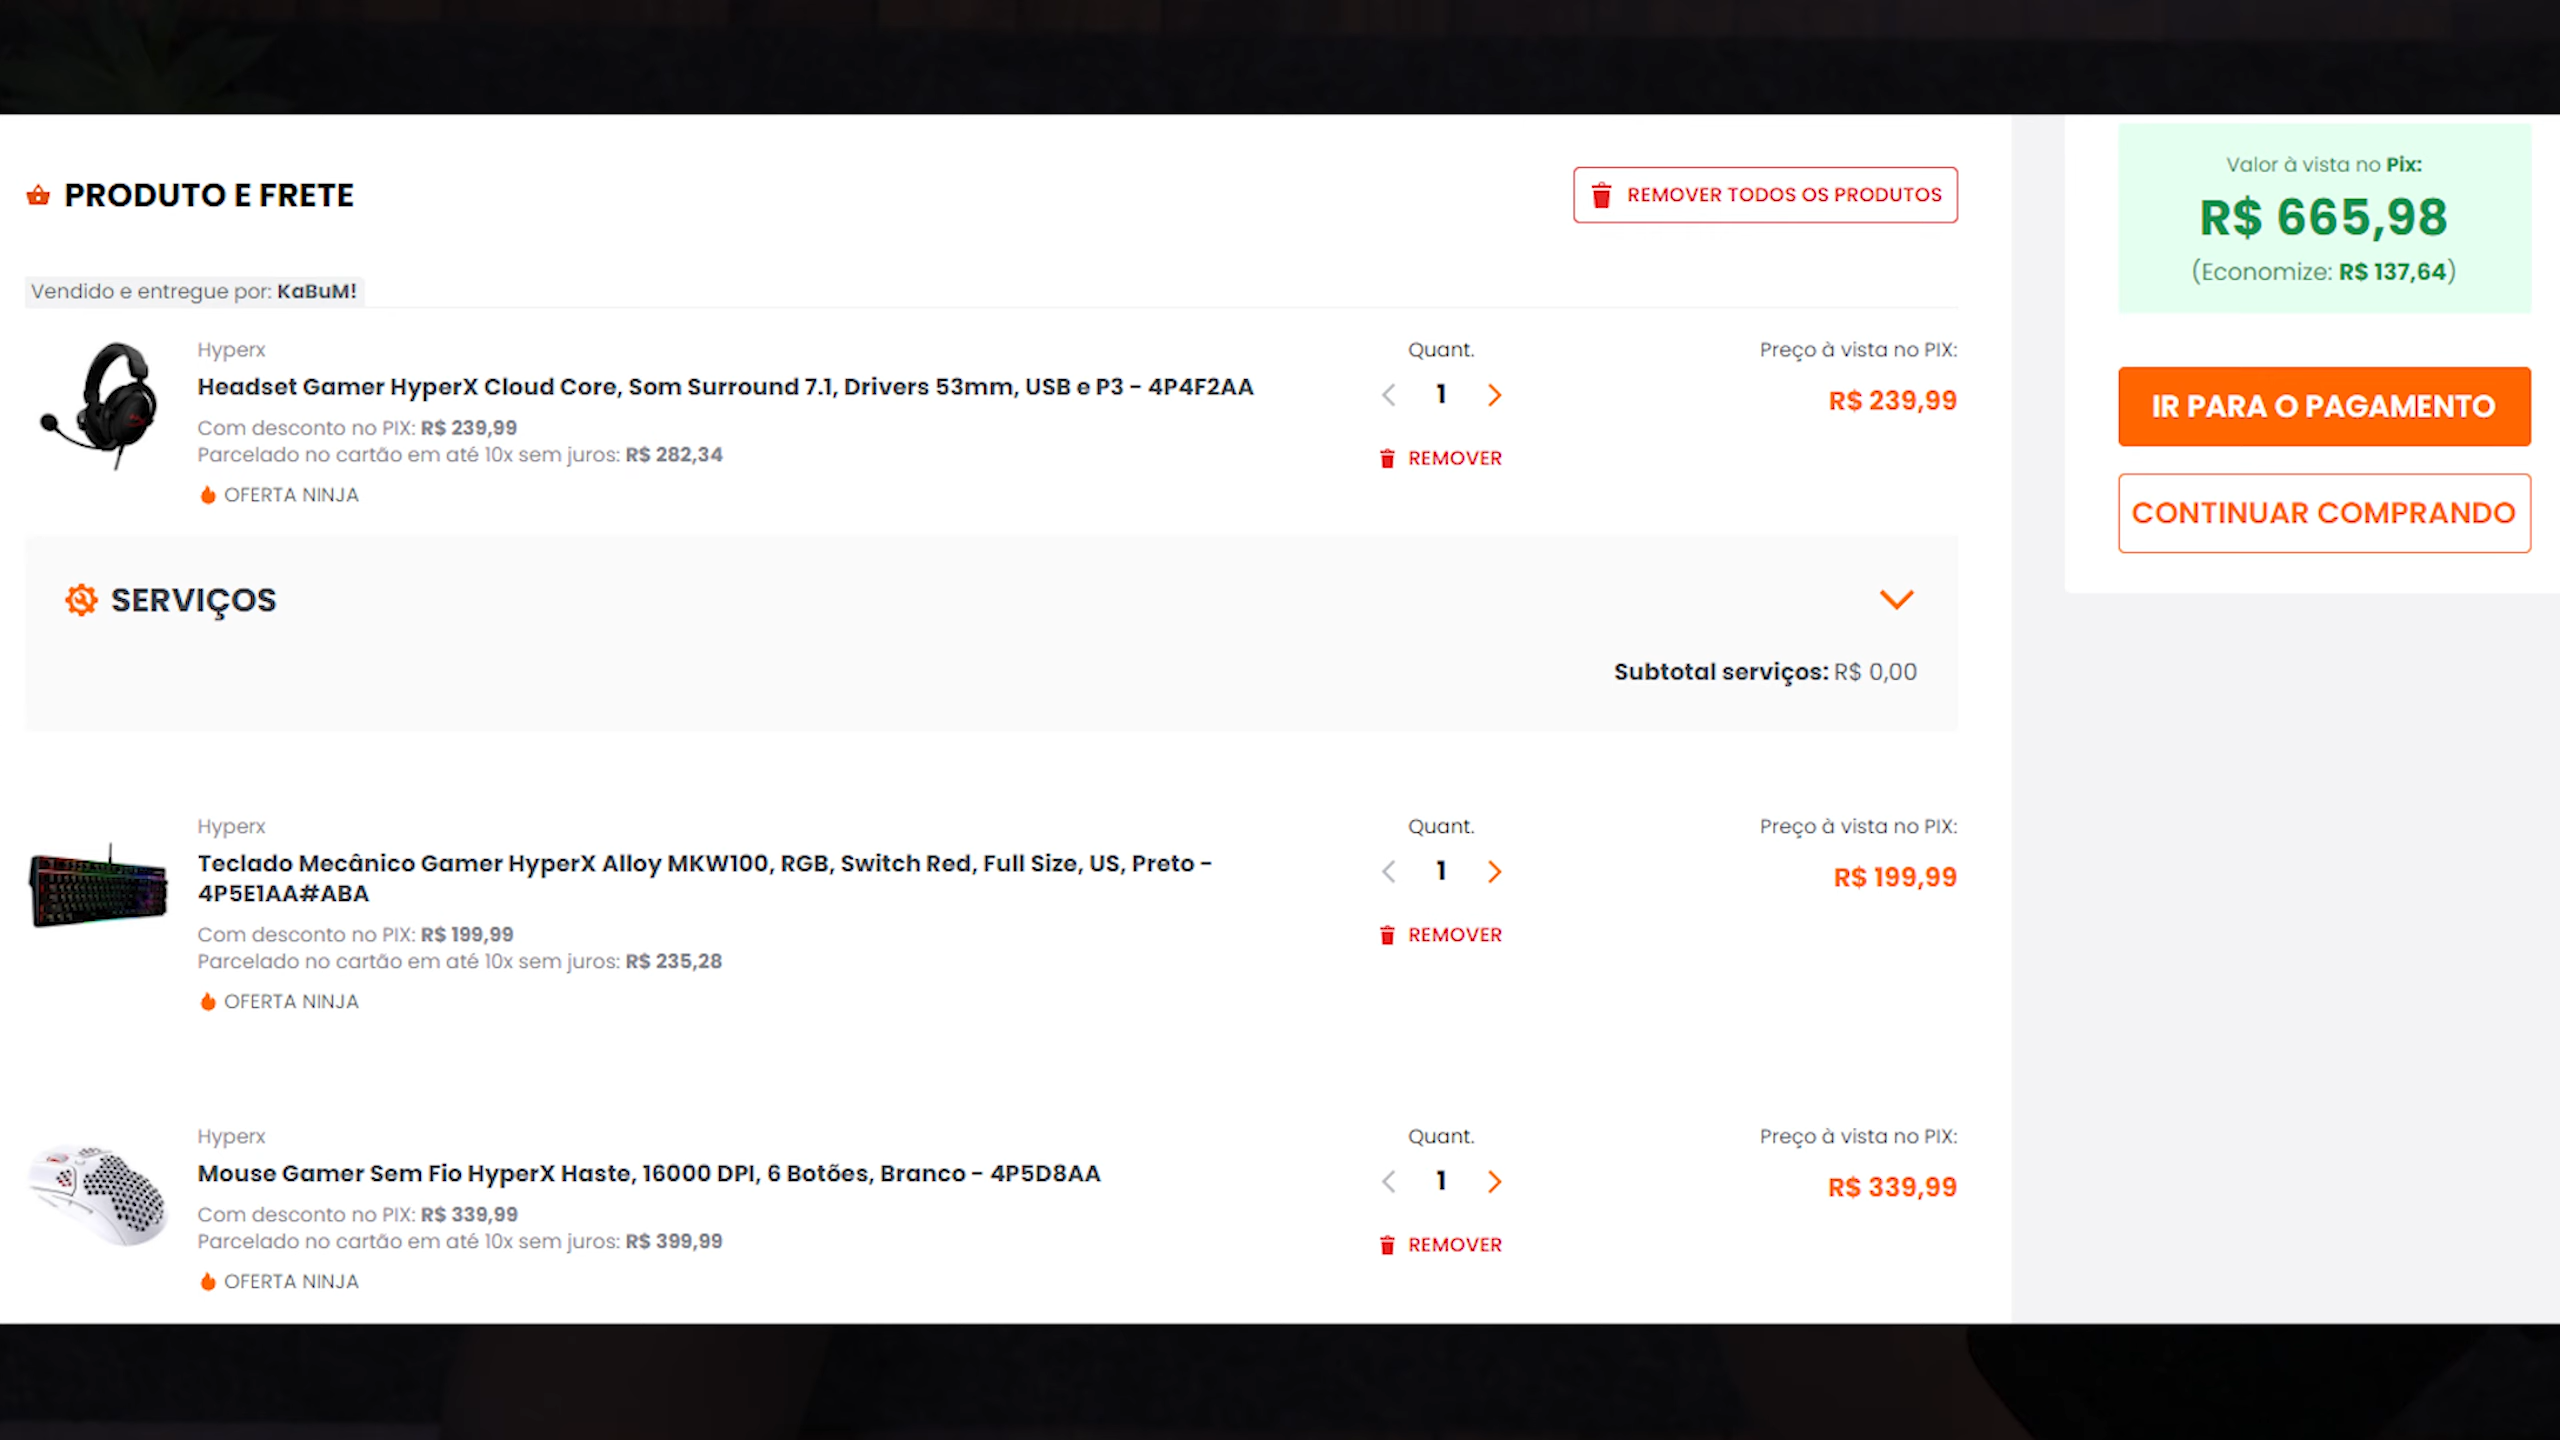 PRODUTO E FRETE
REMOVER TODOS OS PRODUTOS
Vendido e entregue por: KaBuM!
Hyperx
Headset Gamer HyperX Cloud Core, Som Surround 7.1, Drivers 53mm, USB e P3 - 4P4F2AA
Com desconto no PIX: R$ 239,99
Parcelado no cartão em até 10x sem juros: R$ 282,34
OFERTA NINJA
Quant.
1
REMOVER
Preço à vista no PIX:
R$ 239,99
SERVIÇOS
Subtotal serviços: R$ 0,00
Hyperx
Teclado Mecânico Gamer HyperX Alloy MKW100, RGB, Switch Red, Full Size, US, Preto -
4P5E1AA#ABA
Com desconto no PIX: R$ 199,99
Parcelado no cartão em até 10x sem juros: R$ 235,28
OFERTA NINJA
Quant.
1
REMOVER
Preço à vista no PIX:
R$ 199,99
Hyperx
Mouse Gamer Sem Fio HyperX Haste, 16000 DPI, 6 Botões, Branco - 4P5D8AA
Com desconto no PIX: R$ 339,99
Parcelado no cartão em até 10x sem juros: R$ 399,99
OFERTA NINJA
Quant.
1
REMOVER
Preço à vista no PIX:
R$ 339,99
Valor à vista no Pix:
R$ 665,98
(Economize: R$ 137,64)
IR PARA O PAGAMENTO
CONTINUAR COMPRANDO